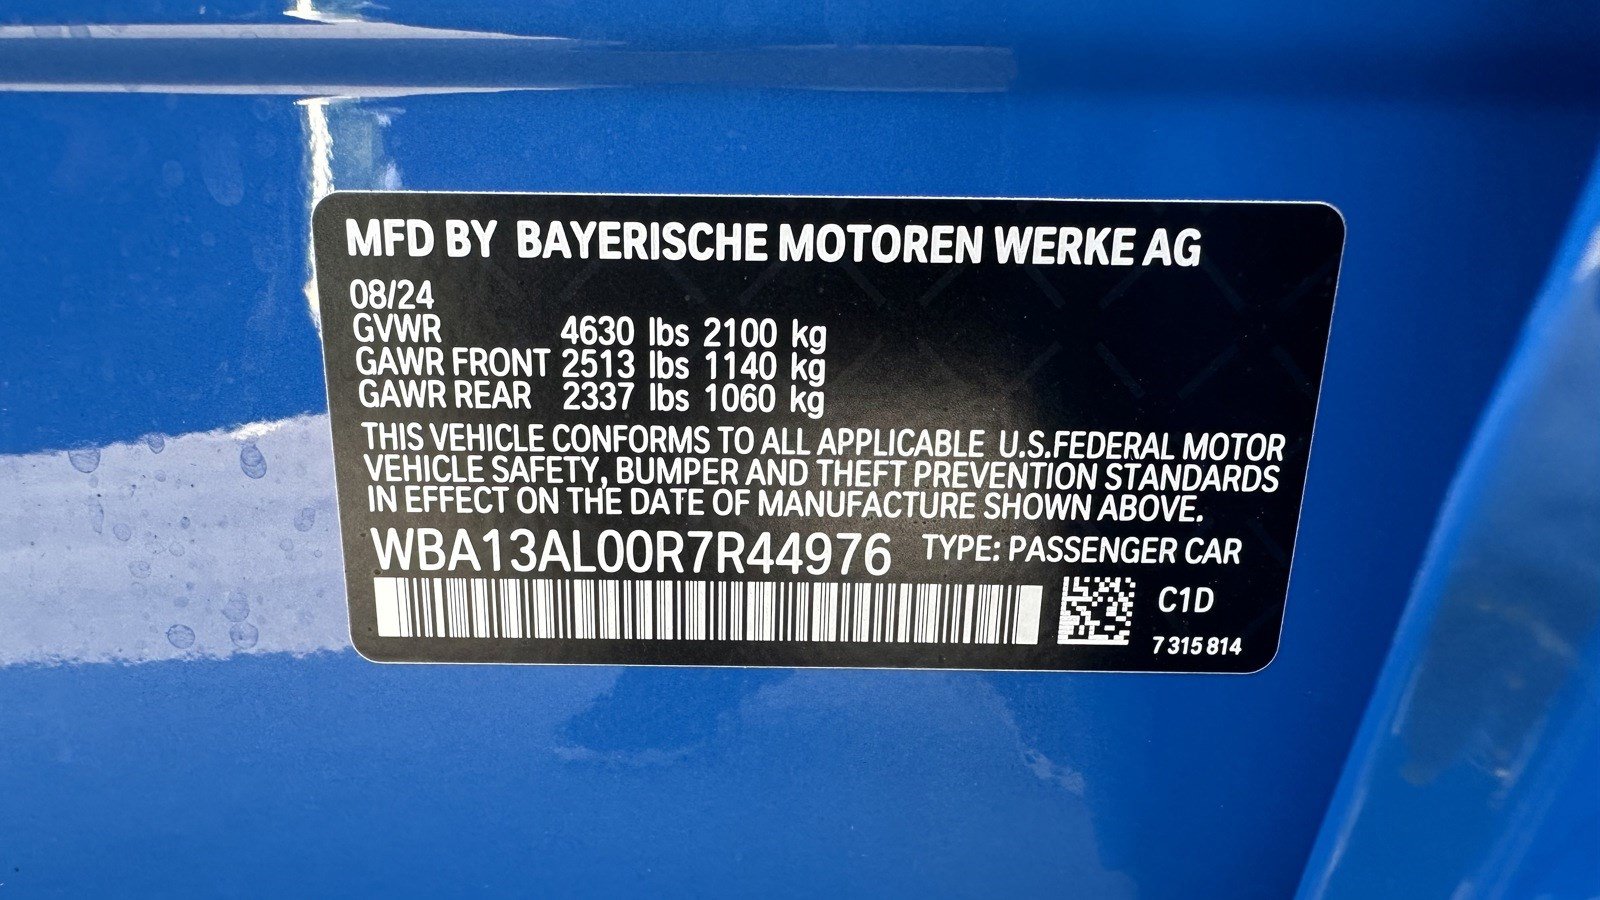 MFD BY BAYERISCHE MOTOREN WERKE AG
08/24
GVWR 4630 lbs 2100 kg
GAWR FRONT 2513 lbs 1140 kg
GAWR REAR 2337 lbs 1060 kg
THIS VEHICLE CONFORMS TO ALL APPLICABLE U.S.FEDERAL MOTOR
VEHICLE SAFETY, BUMPER AND THEFT PREVENTION STANDARDS
IN EFFECT ON THE DATE OF MANUFACTURE SHOWN ABOVE.
WBA13AL00R7R44976 TYPE: PASSENGER CAR
C1D
7 315 814